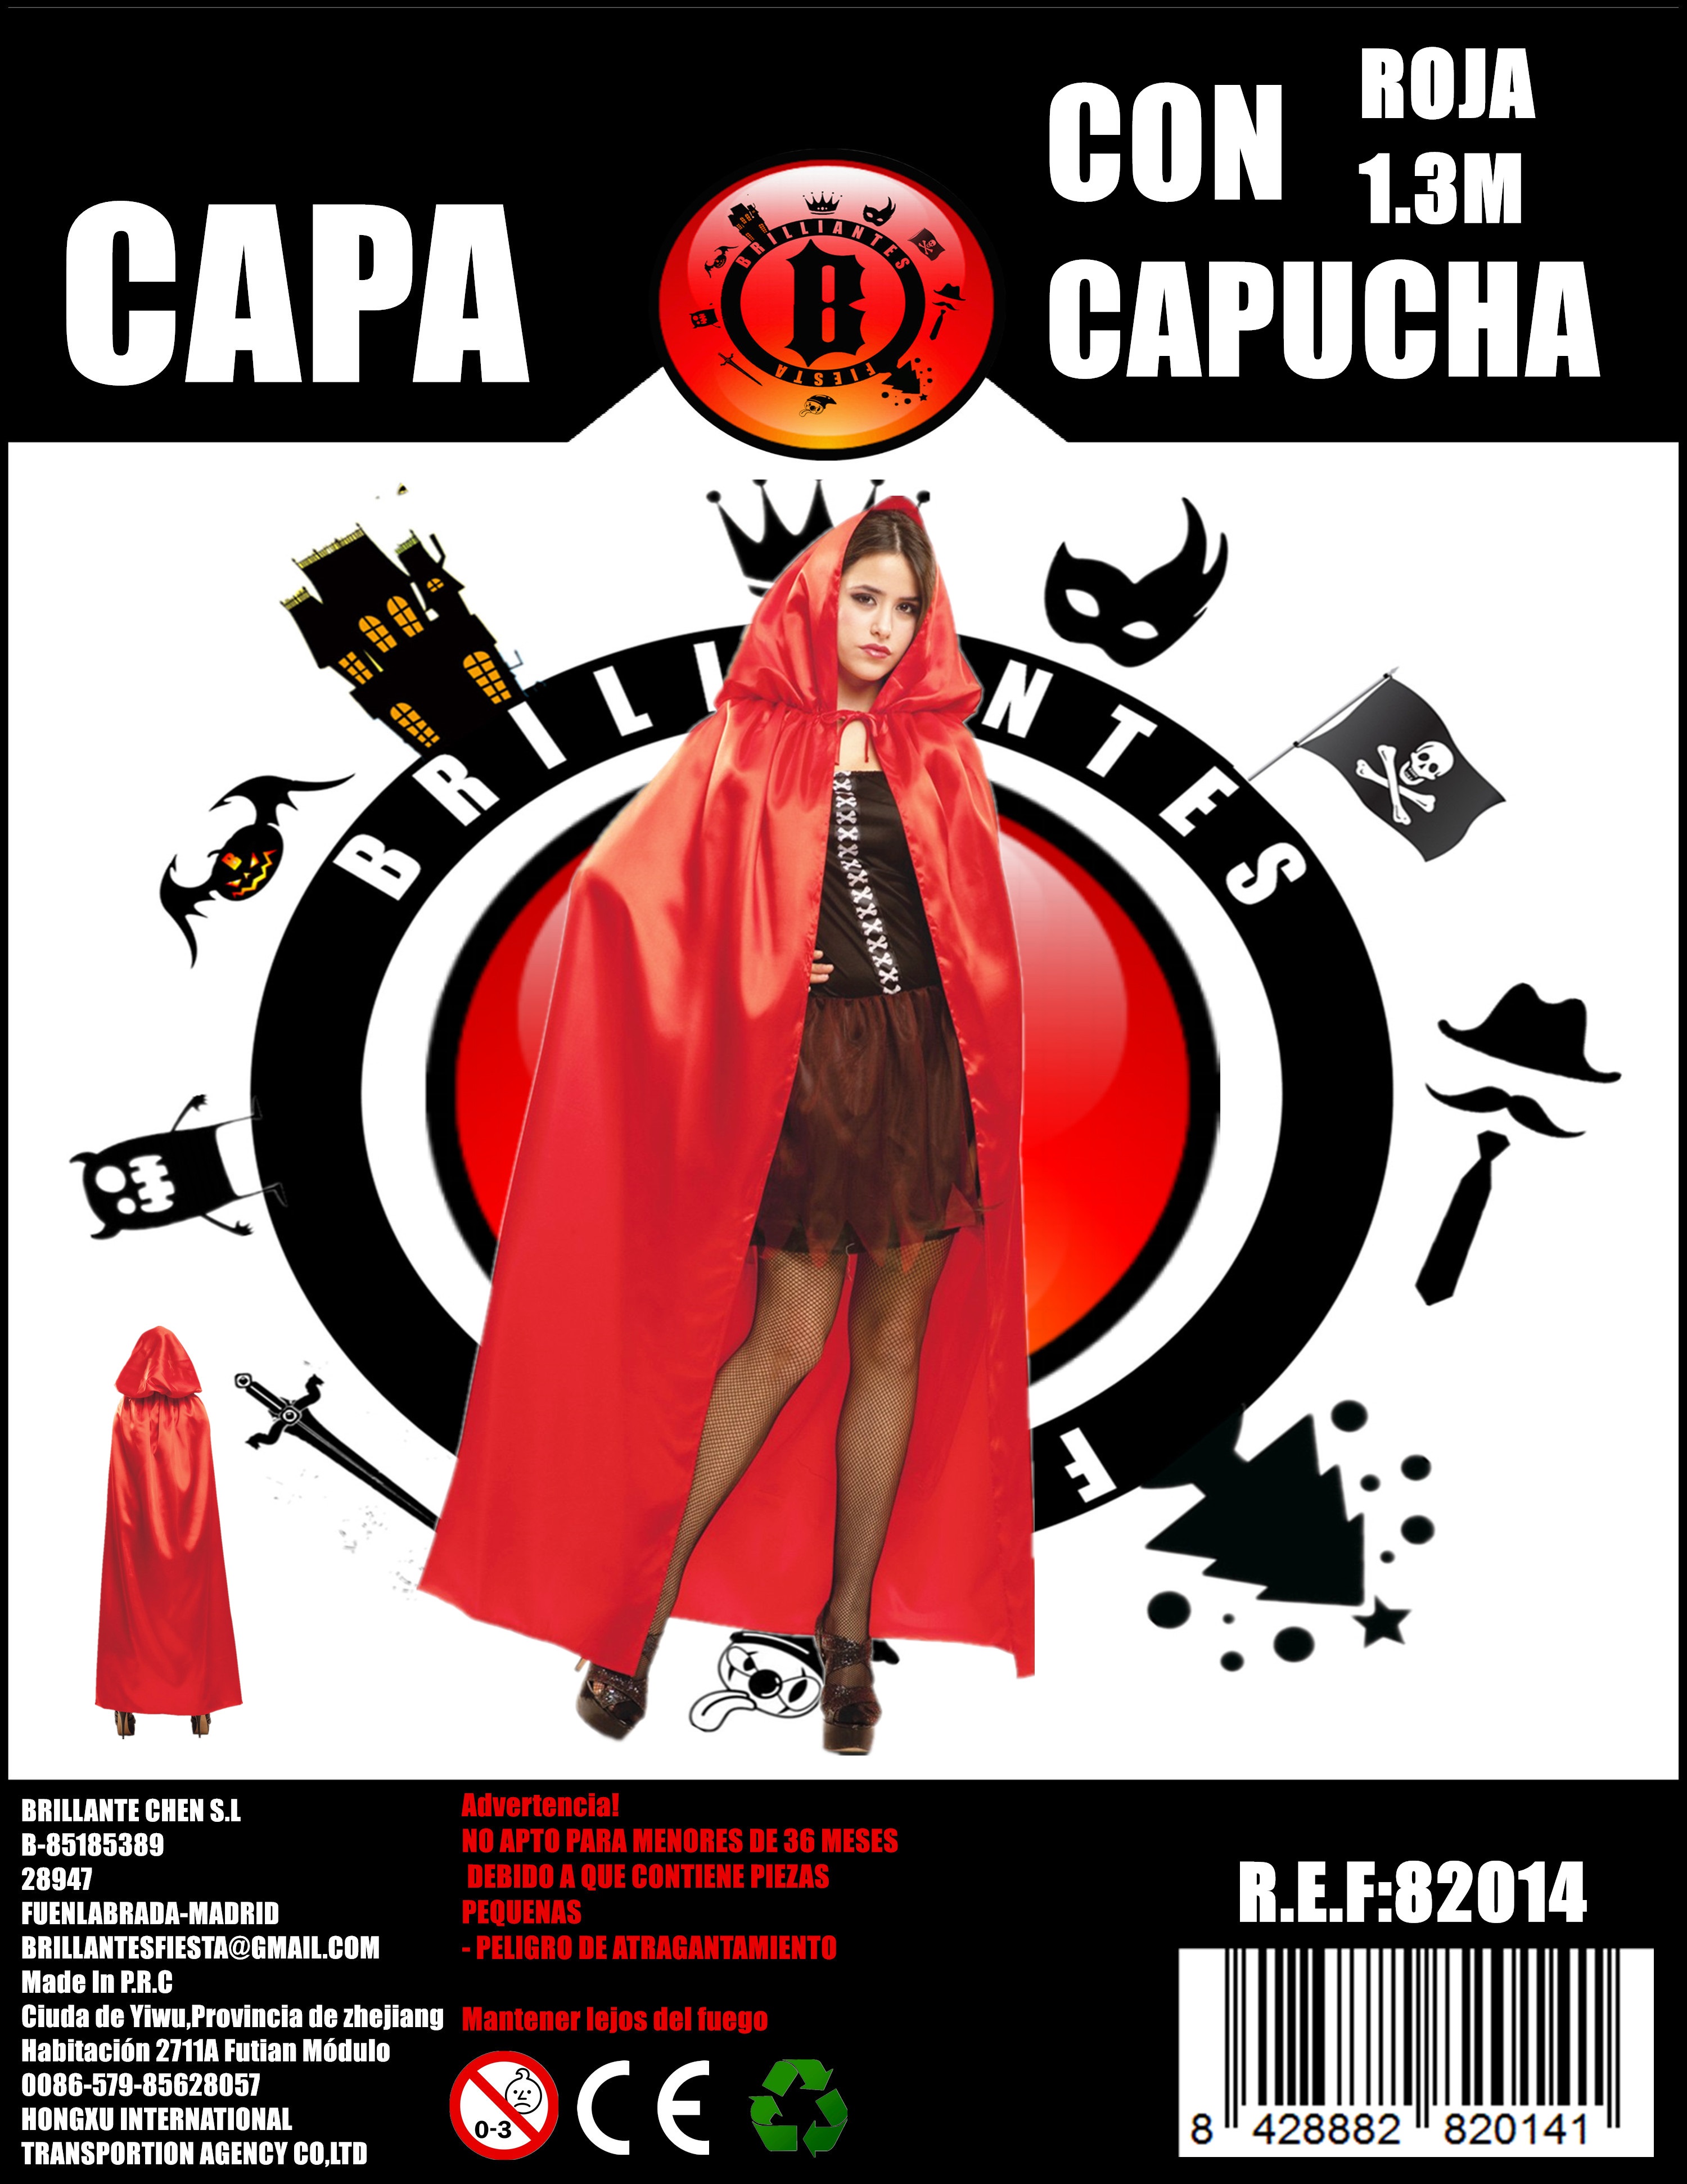 CAPA
CON
CAPUCHA
ROJA
1.3M
BRILLIANTES
B
FIESTA
BRILLI NTES
F
BRILLANTE CHEN S.L
B-85185389
28947
FUENLABRADA-MADRID
BRILLANTESFIESTA@GMAIL.COM
Made In P.R.C
Ciuda de Yiwu,Provincia de zhejiang
Habitación 2711A Futian Módulo
0086-579-85628057
HONGXU INTERNATIONAL
TRANSPORTION AGENCY CO,LTD
Advertencia!
NO APTO PARA MENORES DE 36 MESES
DEBIDO A QUE CONTIENE PIEZAS
PEQUENAS
- PELIGRO DE ATRAGANTAMIENTO
Mantener lejos del fuego
0-3
CE
R.E.F:82014
8 428882 820141